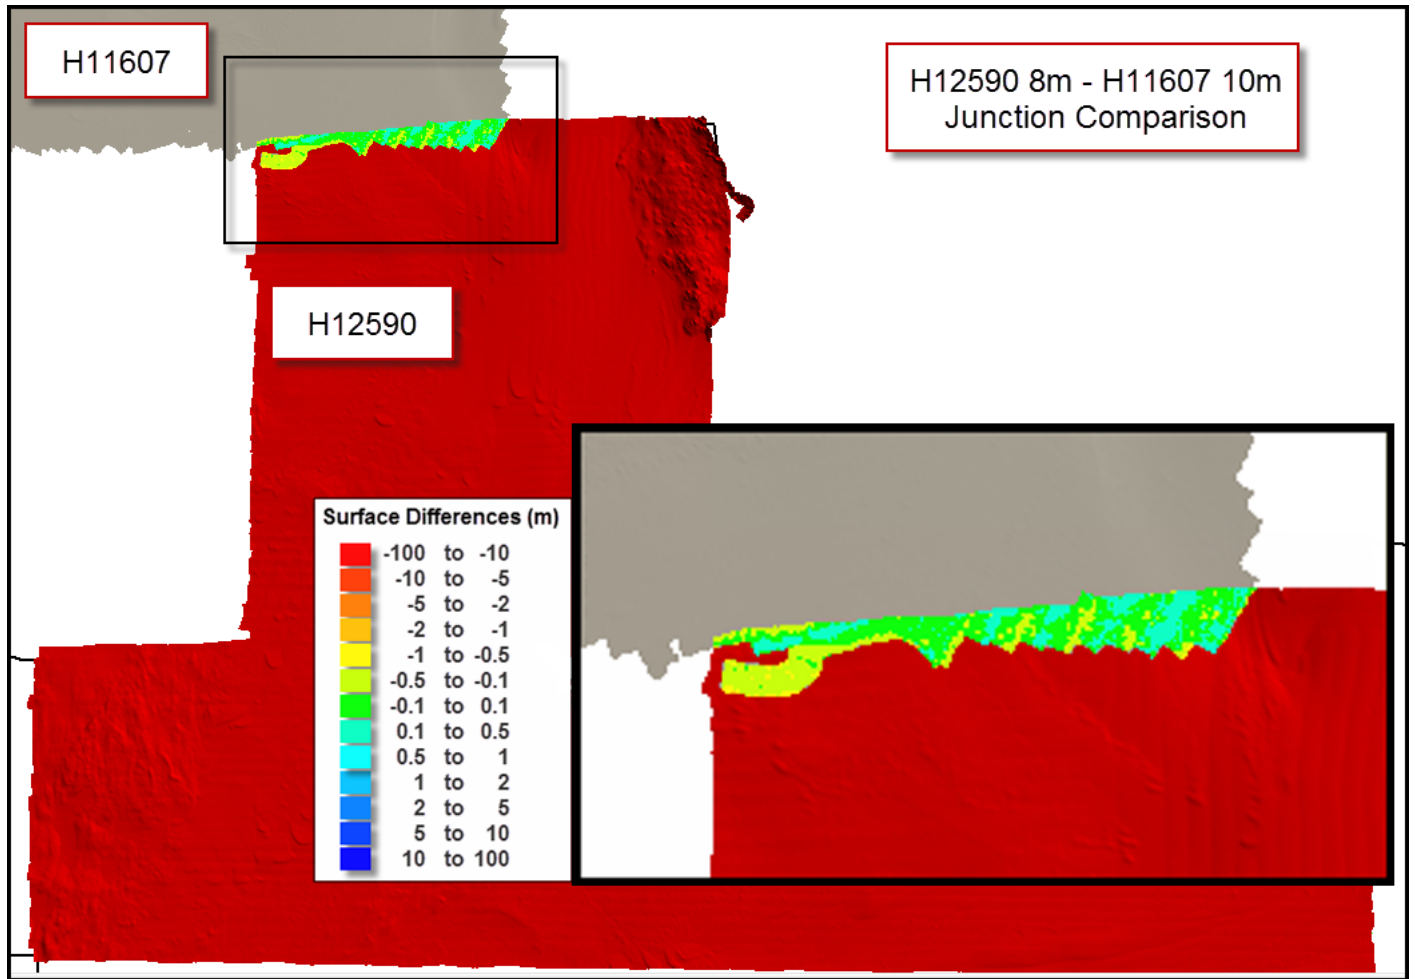 H11607
H12590 8m - H11607 10m
Junction Comparison
H12590
Surface Differences (m)
-100 to -10
-10 to -5
-5 to -2
-2 to -1
-1 to -0.5
-0.5 to -0.1
-0.1 to 0.1
0.1 to 0.5
0.5 to 1
1 to 2
2 to 5
5 to 10
10 to 100